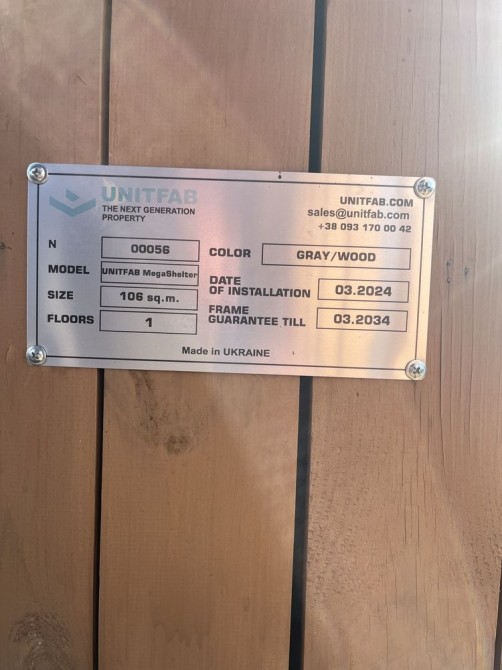 UNITFAB
THE NEXT GENERATION
PROPERTY
UNITFAB.COM
sales@unitfab.com
+38 093 170 00 42
N 00056
MODEL UNITFAB MegaShelter
SIZE 106 sq.m.
FLOORS 1
COLOR GRAY/WOOD
DATE
OF INSTALLATION 03.2024
FRAME
GUARANTEE TILL 03.2034
Made in UKRAINE